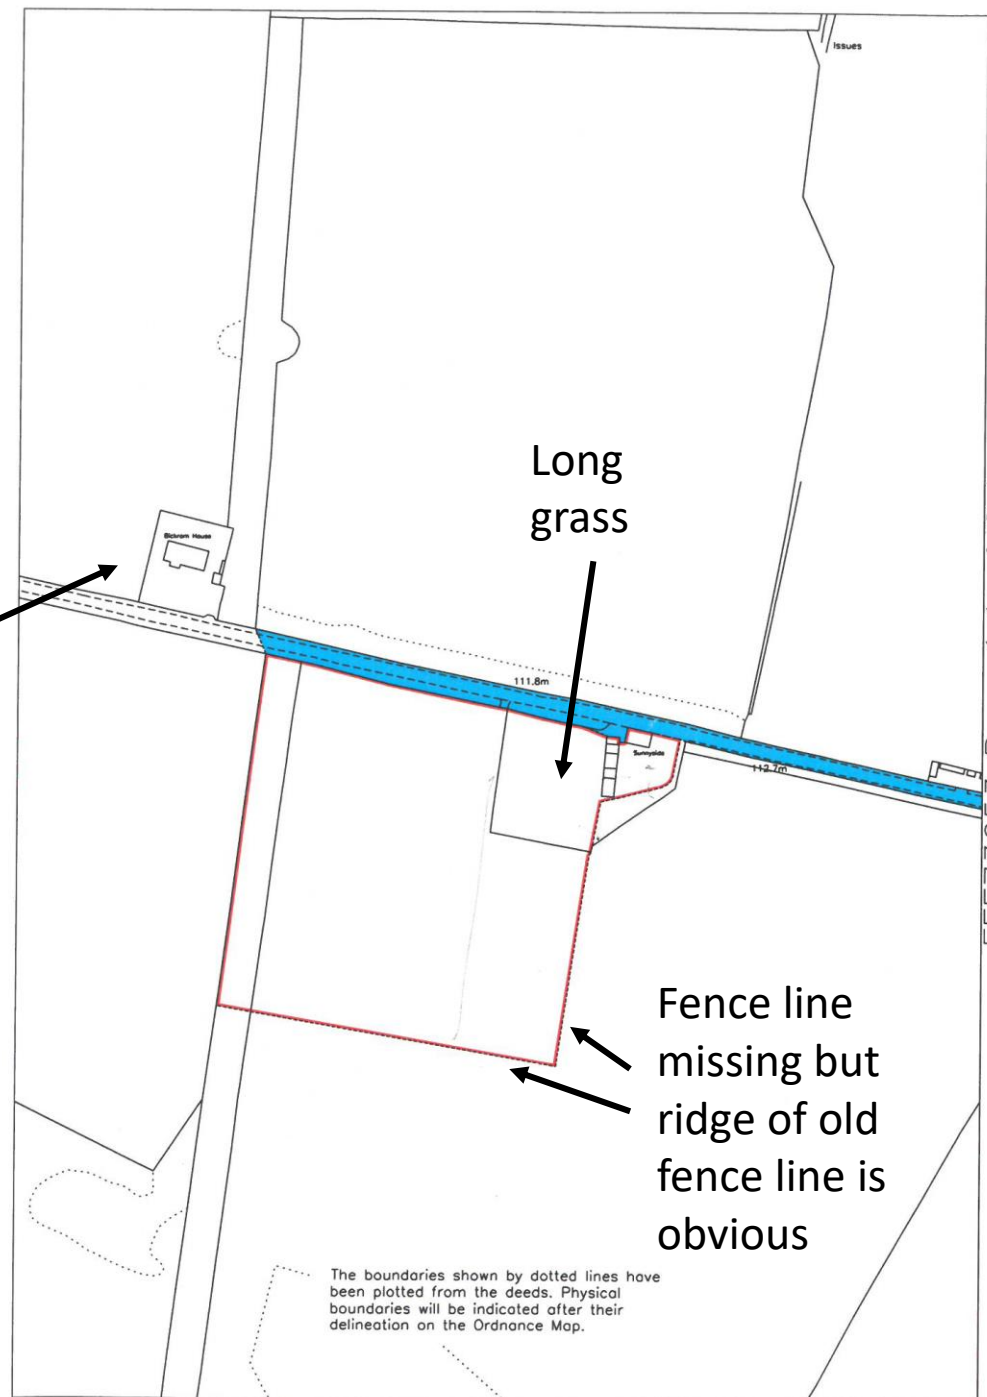 Issues
Long
grass
Bickram House
111.8m
Sunnyside
112.7m
Fence line
missing but
ridge of old
fence line is
obvious
The boundaries shown by dotted lines have
been plotted from the deeds. Physical
boundaries will be indicated after their
delineation on the Ordnance Map.